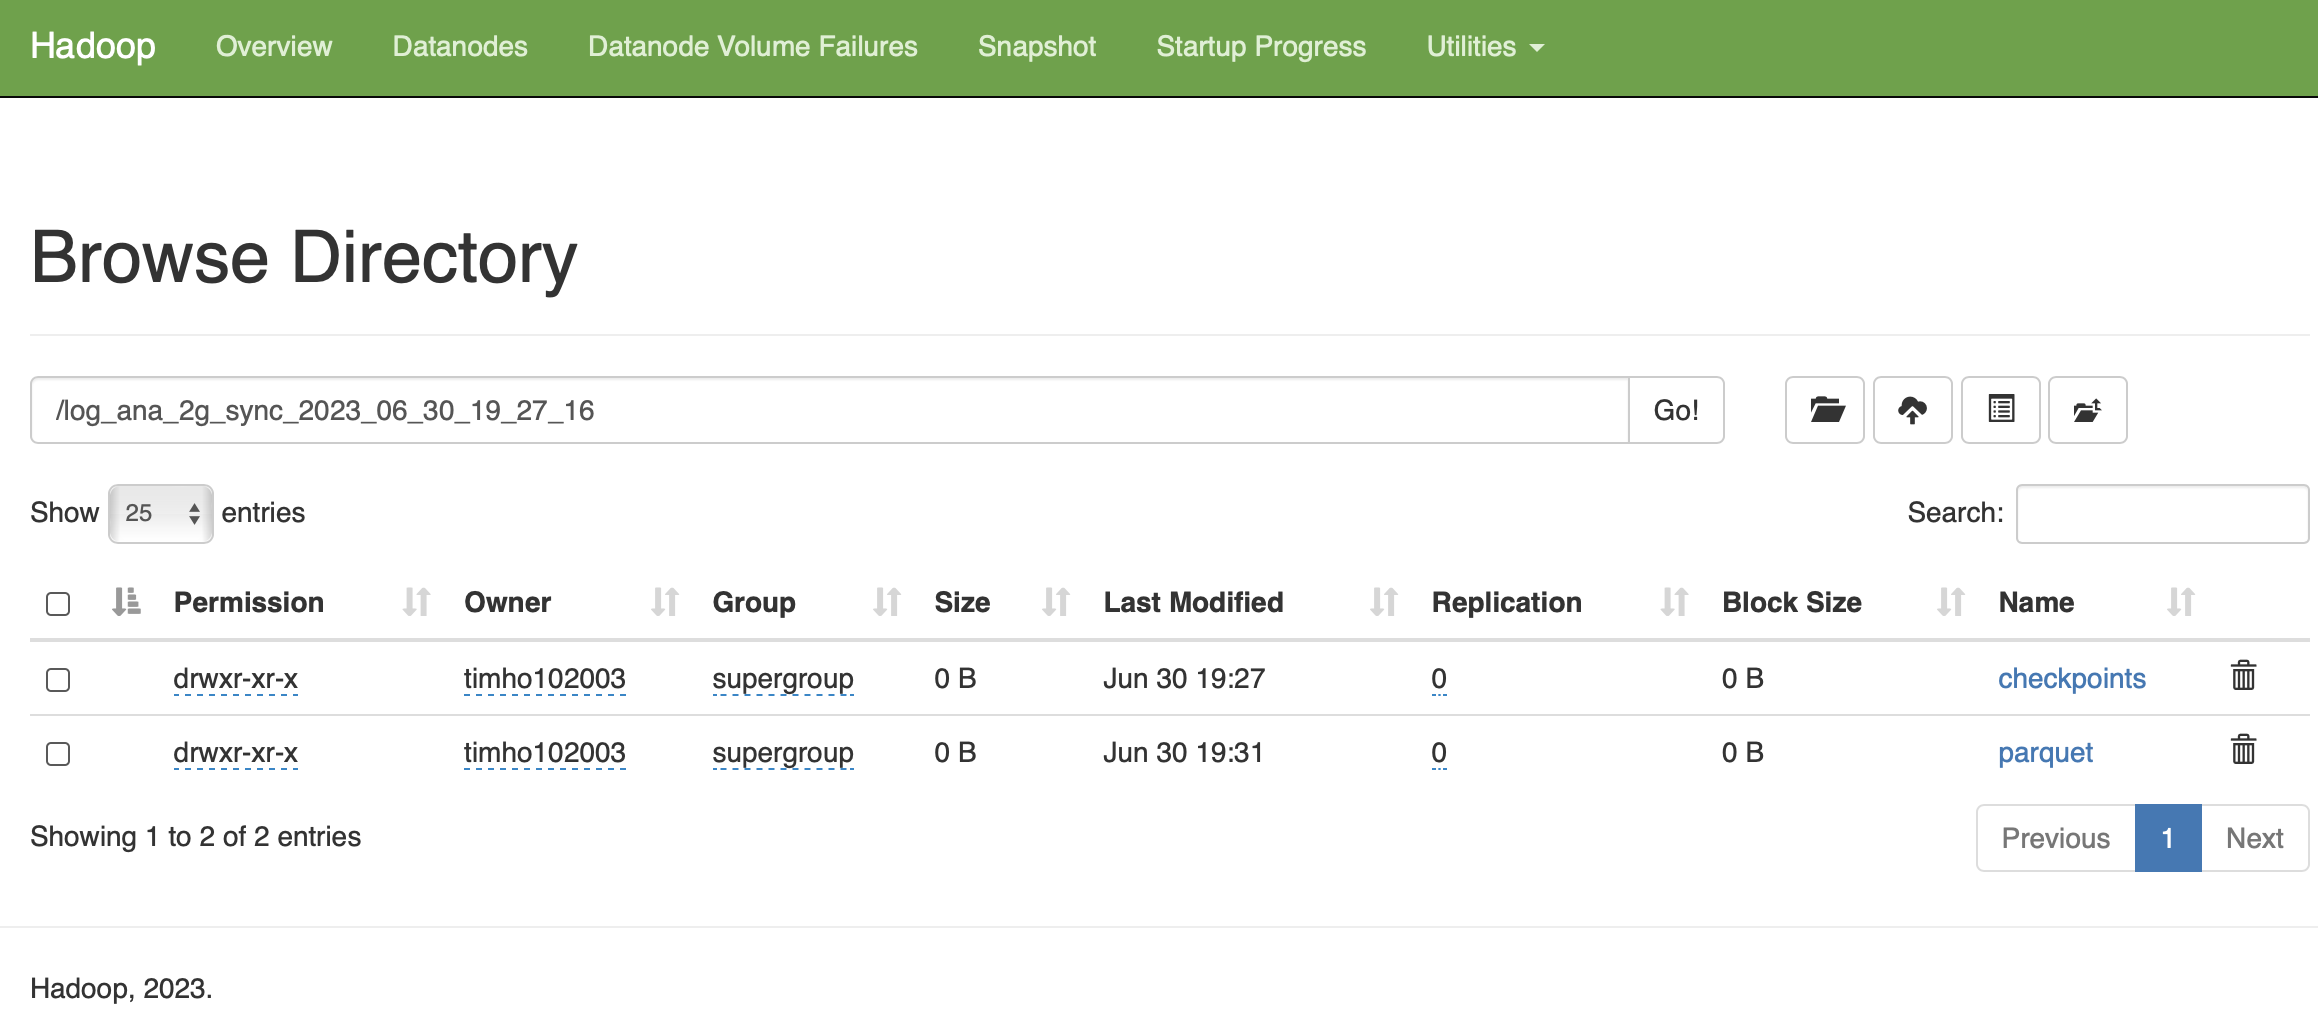 Hadoop Overview Datanodes Datanode Volume Failures Snapshot Startup Progress Utilities
Browse Directory
/log_ana_2g_sync_2023_06_30_19_27_16 Go!
Show 25 entries Search:
Permission Owner Group Size Last Modified Replication Block Size Name
drwxr-xr-x timho102003 supergroup 0 B Jun 30 19:27 0 0 B checkpoints
drwxr-xr-x timho102003 supergroup 0 B Jun 30 19:31 0 0 B parquet
Showing 1 to 2 of 2 entries Previous 1 Next
Hadoop, 2023.